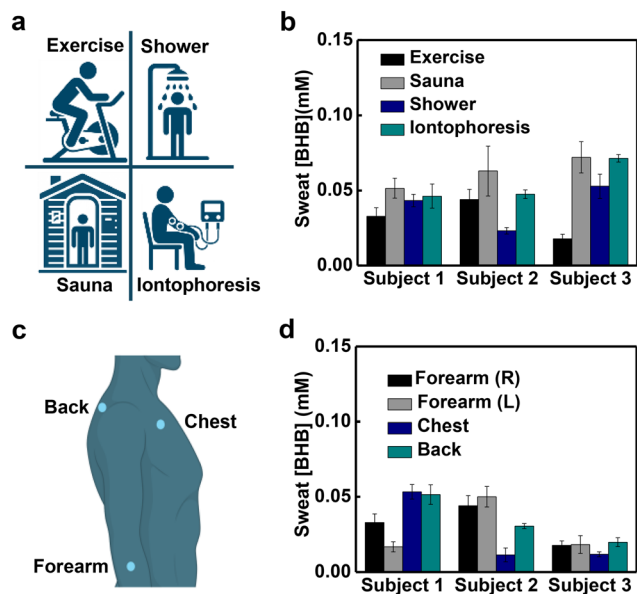 a
Exercise
Shower
Sauna
Iontophoresis
b
Sweat [BHB](mM)
0.15
0.10
0.05
0.00
Exercise
Sauna
Shower
Iontophoresis
Subject 1
Subject 2
Subject 3
c
Back
Chest
Forearm
d
Sweat [BHB] (mM)
0.15
0.10
0.05
0.00
Forearm (R)
Forearm (L)
Chest
Back
Subject 1
Subject 2
Subject 3